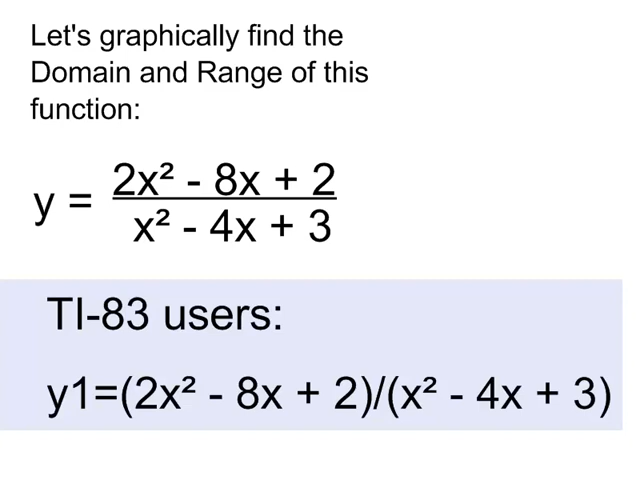 Let's graphically find the
Domain and Range of this
function:
y = 2x² - 8x + 2
x² - 4x + 3
TI-83 users:
y1=(2x² - 8x + 2)/(x² - 4x + 3)